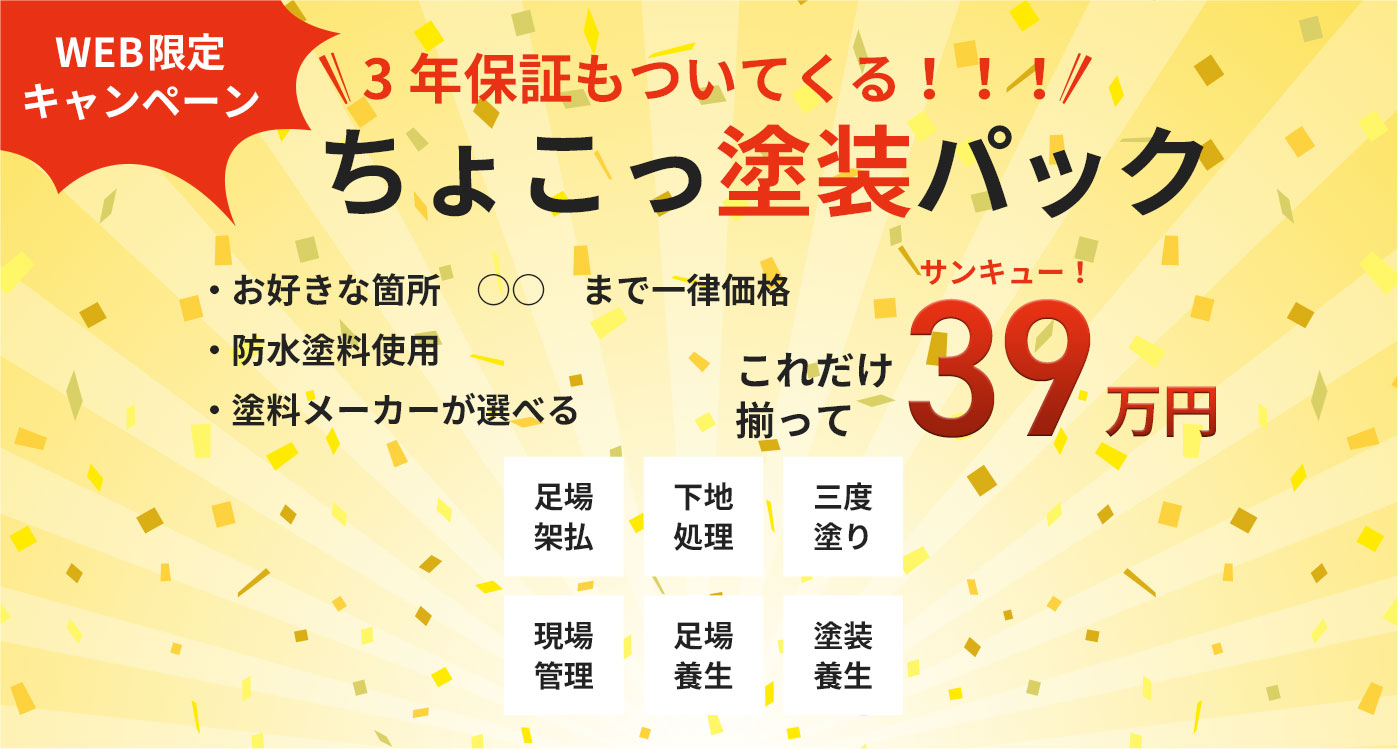 WEB限定
キャンペーン
3年保証もついてくる！！！
ちょこっ塗装パック
・お好きな箇所　○○　まで一律価格
・防水塗料使用
・塗料メーカーが選べる
サンキュー！
これだけ
揃って
39万円
足場
架払
下地
処理
三度
塗り
現場
管理
足場
養生
塗装
養生